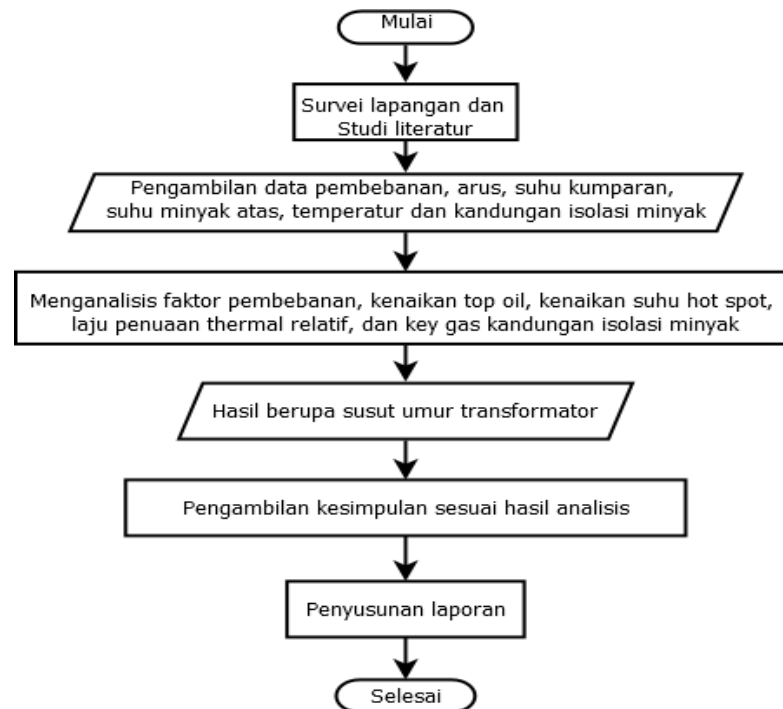 Mulai
Survei lapangan dan
Studi literatur
Pengambilan data pembebanan, arus, suhu kumparan,
suhu minyak atas, temperatur dan kandungan isolasi minyak
Menganalisis faktor pembebanan, kenaikan top oil, kenaikan suhu hot spot,
laju penuaan thermal relatif, dan key gas kandungan isolasi minyak
Hasil berupa susut umur transformator
Pengambilan kesimpulan sesuai hasil analisis
Penyusunan laporan
Selesai